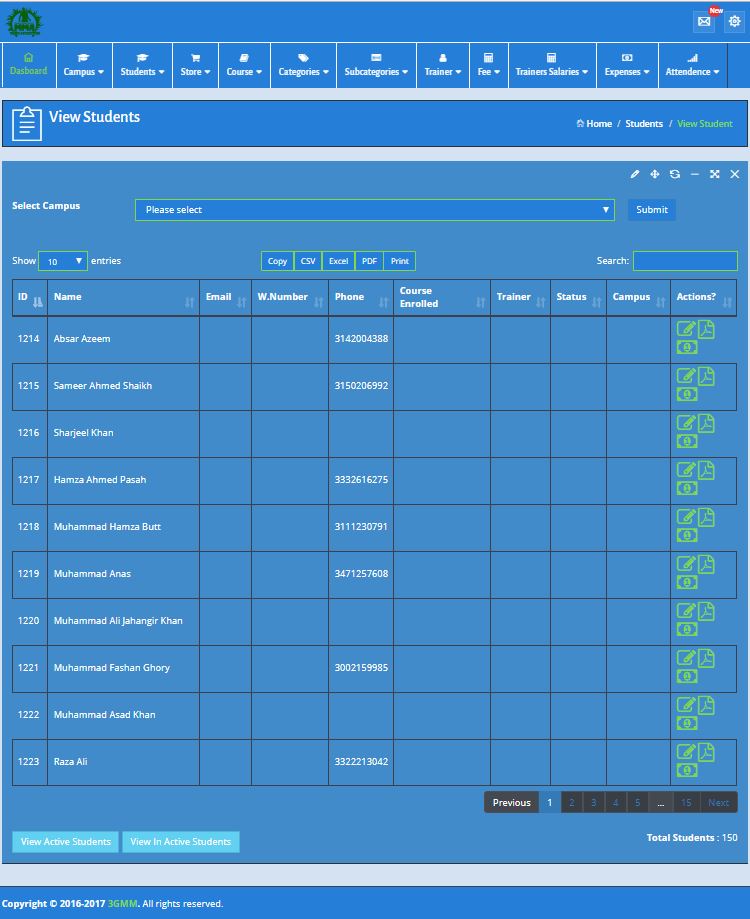 3GMM
New
Dasboard Campus Students Store Course Categories Subcategories Trainer Fee Trainers Salaries Expenses Attendence
View Students
Home / Students / View Student
Select Campus Please select Submit
Show 10 entries Copy CSV Excel PDF Print Search:
ID Name Email W.Number Phone Course Enrolled Trainer Status Campus Actions?
1214 Absar Azeem 3142004388
1215 Sameer Ahmed Shaikh 3150206992
1216 Sharjeel Khan
1217 Hamza Ahmed Pasah 3332616275
1218 Muhammad Hamza Butt 3111230791
1219 Muhammad Anas 3471257608
1220 Muhammad Ali Jahangir Khan
1221 Muhammad Fashan Ghory 3002159985
1222 Muhammad Asad Khan
1223 Raza Ali 3322213042
Previous 1 2 3 4 5 ... 15 Next
View Active Students View In Active Students Total Students : 150
Copyright © 2016-2017 3GMM. All rights reserved.